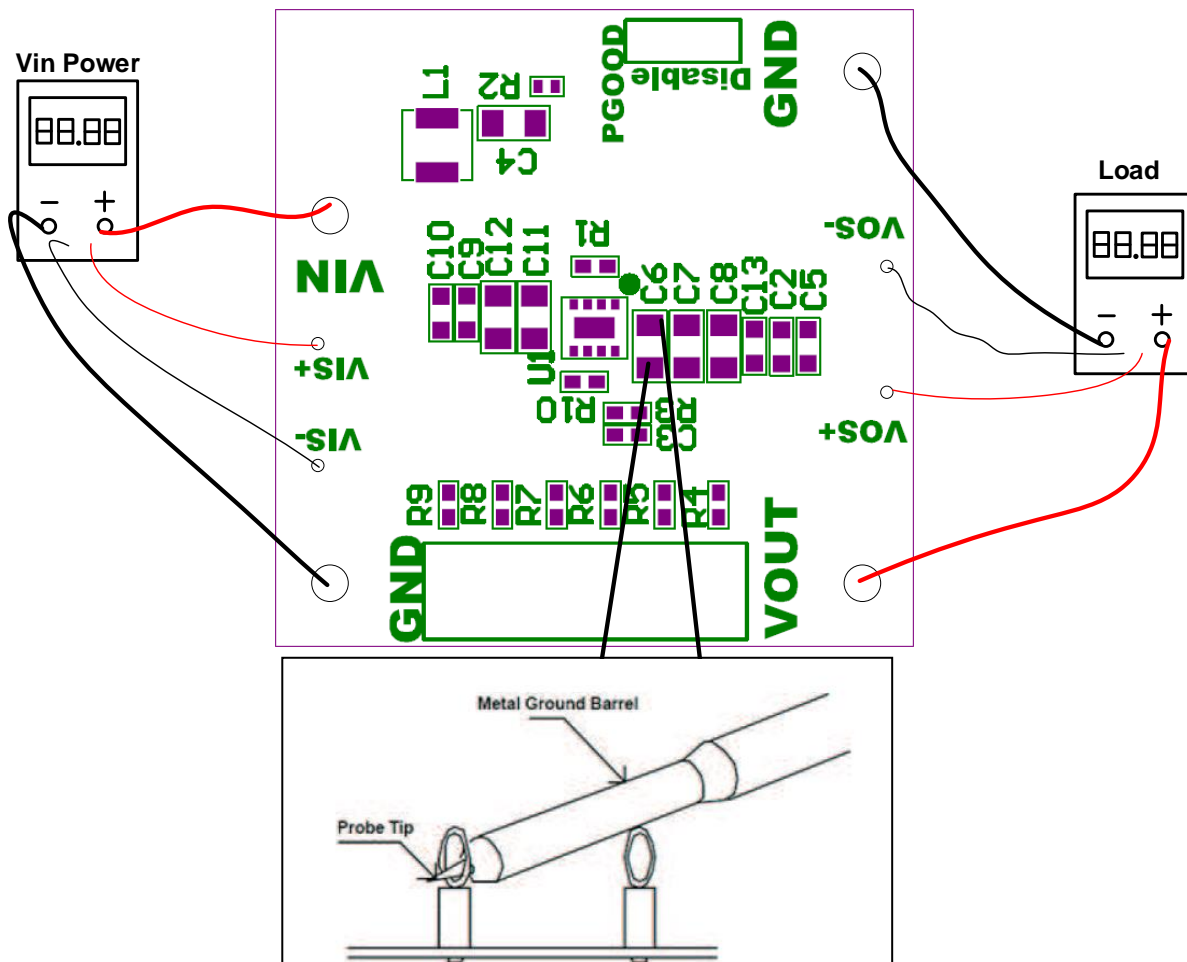 Vin Power
88.88
- +
PGOOD
Disable
GND
L1
R2
C4
Load
88.88
- +
VOS-
VOS+
VIN
VIS+
VIS-
C10
C9
C12
C11
R1
C6
C7
C8
C13
C2
C5
U1
R10
R3
C3
R9
R8
R7
R6
R5
R4
GND
VOUT
Metal Ground Barrel
Probe Tip